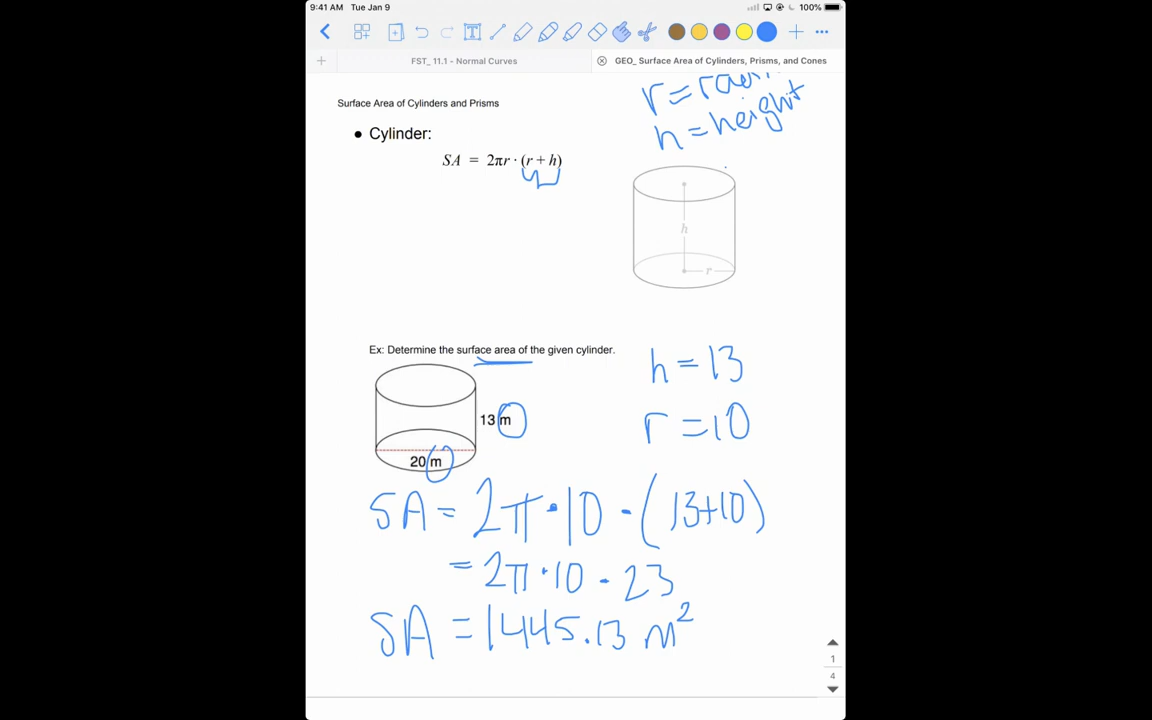 9:41 AM Tue Jan 9
100%
FST_ 11.1 - Normal Curves
GEO_ Surface Area of Cylinders, Prisms, and Cones
r =
h = height
Surface Area of Cylinders and Prisms
Cylinder:
SA = 2πr · (r + h)
h
r
Ex: Determine the surface area of the given cylinder.
h = 13
13 m
r = 10
20 m
SA = 2π · 10 · (13+10)
= 2π · 10 · 23
SA = 1445.13 m²
1
4